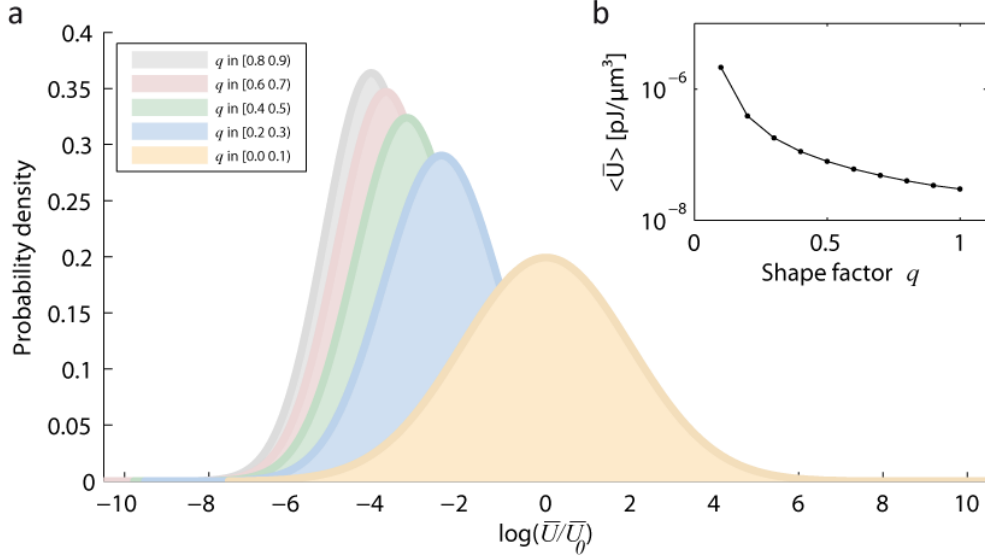 a
0.4
0.35
0.3
0.25
0.2
0.15
0.1
0.05
0
Probability density
q in [0.8 0.9)
q in [0.6 0.7)
q in [0.4 0.5)
q in [0.2 0.3)
q in [0.0 0.1)
−10 −8 −6 −4 −2 0 2 4 6 8 10
log(U̅/U̅₀)
b
10⁻⁶
10⁻⁸
<U̅> [pJ/µm³]
0 0.5 1
Shape factor q